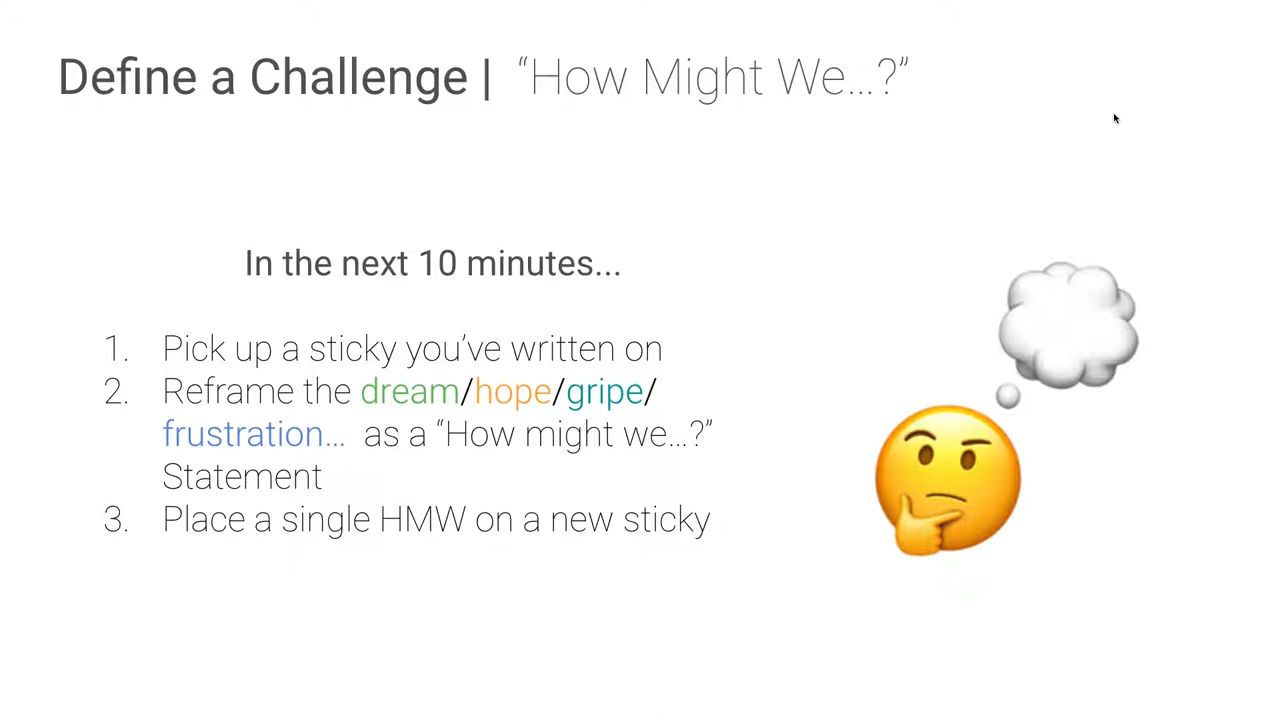 Define a Challenge | “How Might We...?”
In the next 10 minutes...
1. Pick up a sticky you’ve written on
2. Reframe the dream/hope/gripe/
frustration... as a “How might we...?”
Statement
3. Place a single HMW on a new sticky